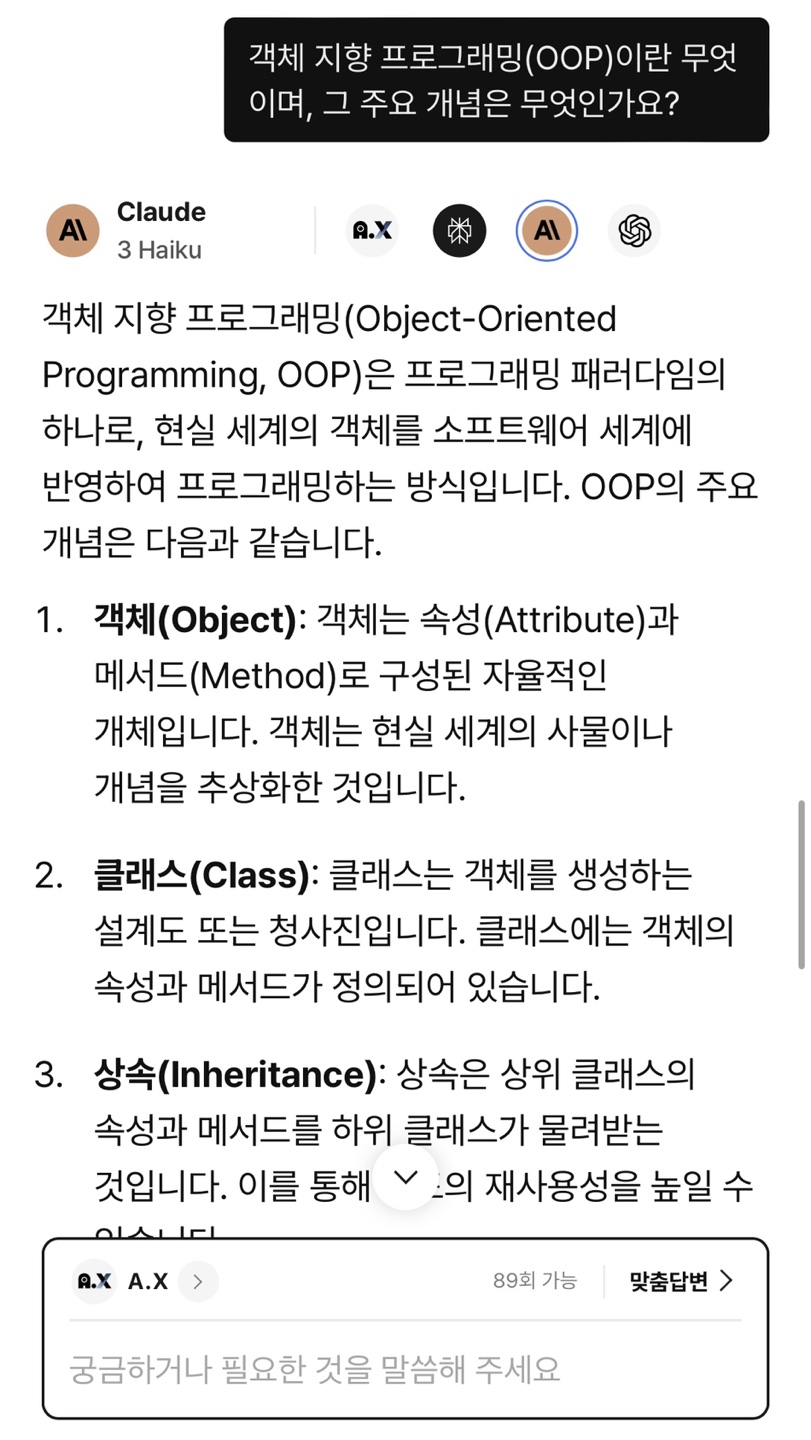 객체 지향 프로그래밍(OOP)이란 무엇
이며, 그 주요 개념은 무엇인가요?
Claude
3 Haiku
A.X
객체 지향 프로그래밍(Object-Oriented
Programming, OOP)은 프로그래밍 패러다임의
하나로, 현실 세계의 객체를 소프트웨어 세계에
반영하여 프로그래밍하는 방식입니다. OOP의 주요
개념은 다음과 같습니다.
1. 객체(Object): 객체는 속성(Attribute)과
메서드(Method)로 구성된 자율적인
개체입니다. 객체는 현실 세계의 사물이나
개념을 추상화한 것입니다.
2. 클래스(Class): 클래스는 객체를 생성하는
설계도 또는 청사진입니다. 클래스에는 객체의
속성과 메서드가 정의되어 있습니다.
3. 상속(Inheritance): 상속은 상위 클래스의
속성과 메서드를 하위 클래스가 물려받는
것입니다. 이를 통해 의 재사용성을 높일 수
A.X A.X 89회 가능 맞춤답변
궁금하거나 필요한 것을 말씀해 주세요